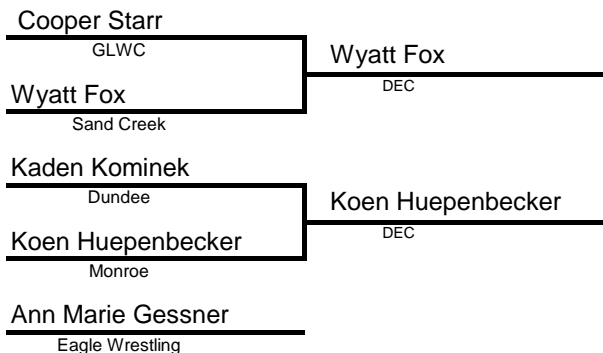 Cooper Starr
GLWC
Wyatt Fox
DEC
Wyatt Fox
Sand Creek
Kaden Kominek
Dundee
Koen Huepenbecker
DEC
Koen Huepenbecker
Monroe
Ann Marie Gessner
Eagle Wrestling